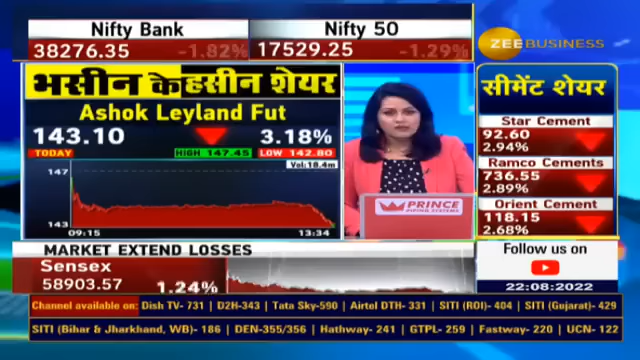 Nifty Bank
38276.35 -1.82%
Nifty 50
17529.25 -1.29%
ZEE BUSINESS
भसीन के हसीन शेयर
Ashok Leyland Fut
143.10 3.18%
TODAY HIGH 147.45 LOW 142.80
Vol:18.4m
147
143
09:15 13:34
PRINCE
PIPING SYSTEMS
सीमेंट शेयर
Star Cement
92.60
2.94%
Ramco Cements
736.55
2.89%
Orient Cement
118.15
2.68%
MARKET EXTEND LOSSES
Sensex
58903.57 1.24%
Follow us on
22:08:2022
Channel available on: Dish TV- 731 | D2H-343 | Tata Sky-590 | Airtel DTH- 331 | SITI (ROI)- 404 | SITI (Gujarat)- 429
SITI (Bihar & Jharkhand, WB)- 186 | DEN-355/356 | Hathway- 241 | GTPL- 259 | Fastway- 220 | UCN- 122